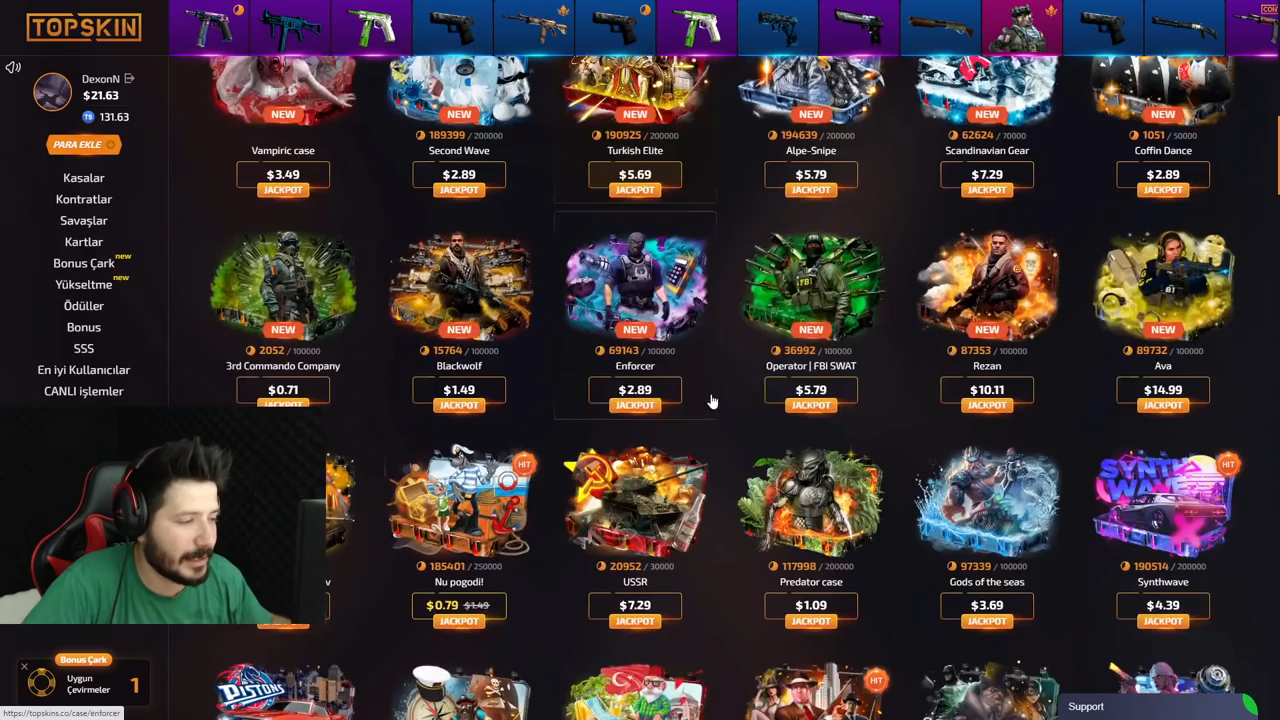 TOPSKIN
CON
DexonN
$21.63
TS 131.63
PARA EKLE
Kasalar
Kontratlar
Savaşlar
Kartlar
Bonus Çark new
Yükseltme new
Ödüller
Bonus
SSS
En iyi Kullanıcılar
CANLI işlemler
NEW NEW NEW NEW NEW NEW
189399 / 200000 190925 / 200000 194639 / 200000 62624 / 70000 1051 / 50000
Vampiric case Second Wave Turkish Elite Alpe-Snipe Scandinavian Gear Coffin Dance
$3.49 $2.89 $5.69 $5.79 $7.29 $2.89
JACKPOT JACKPOT JACKPOT JACKPOT JACKPOT JACKPOT
FBI
NEW NEW NEW NEW NEW NEW
2052 / 100000 15764 / 100000 69143 / 100000 36992 / 100000 87353 / 100000 89732 / 100000
3rd Commando Company Blackwolf Enforcer Operator | FBI SWAT Rezan Ava
$0.71 $1.49 $2.89 $5.79 $10.11 $14.99
JACKPOT JACKPOT JACKPOT JACKPOT JACKPOT JACKPOT
HIT HIT
SYNTH WAVE
185401 / 250000 20952 / 30000 117998 / 200000 97339 / 100000 190514 / 200000
Nu pogodi! USSR Predator case Gods of the seas Synthwave
$0.79 $1.49 $7.29 $1.09 $3.69 $4.39
JACKPOT JACKPOT JACKPOT JACKPOT JACKPOT
Bonus Çark
Uygun
Çevirmeler 1
PISTONS
HIT
Support
https://topskins.co/case/enforcer